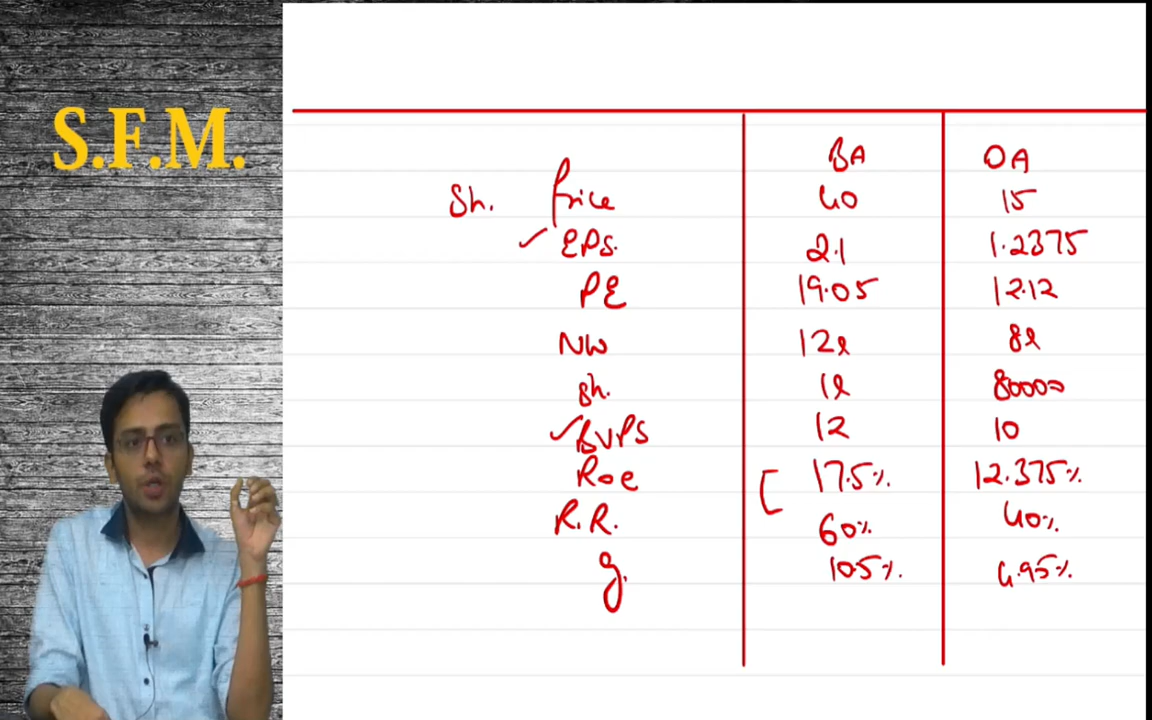 S.F.M.
BA OA
Sh. Price 40 15
✓ EPS. 2.1 1.2375
PE 19.05 12.12
NW 12l 8l
Sh. 1l 80000
✓ BVPS 12 10
Roe [ 17.5% 12.375%
R.R. 60% 40%
g. 10.5%. 4.95%